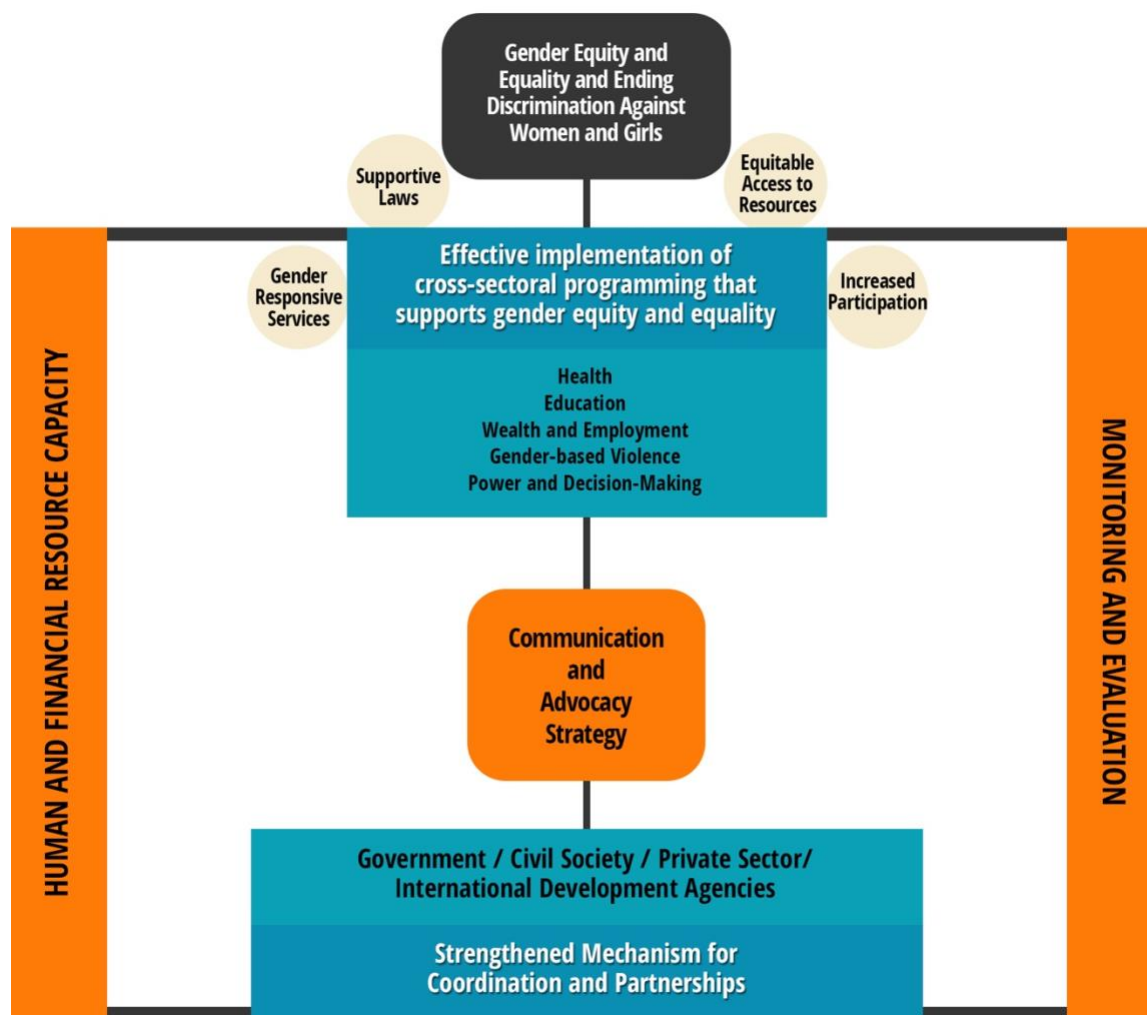 Gender Equity and
Equality and Ending
Discrimination Against
Women and Girls
Supportive
Laws
Equitable
Access to
Resources
Gender
Responsive
Services
Effective implementation of
cross-sectoral programming that
supports gender equity and equality
Increased
Participation
Health
Education
Wealth and Employment
Gender-based Violence
Power and Decision-Making
HUMAN AND FINANCIAL RESOURCE CAPACITY
MONITORING AND EVALUATION
Communication
and
Advocacy
Strategy
Government / Civil Society / Private Sector/
International Development Agencies
Strengthened Mechanism for
Coordination and Partnerships